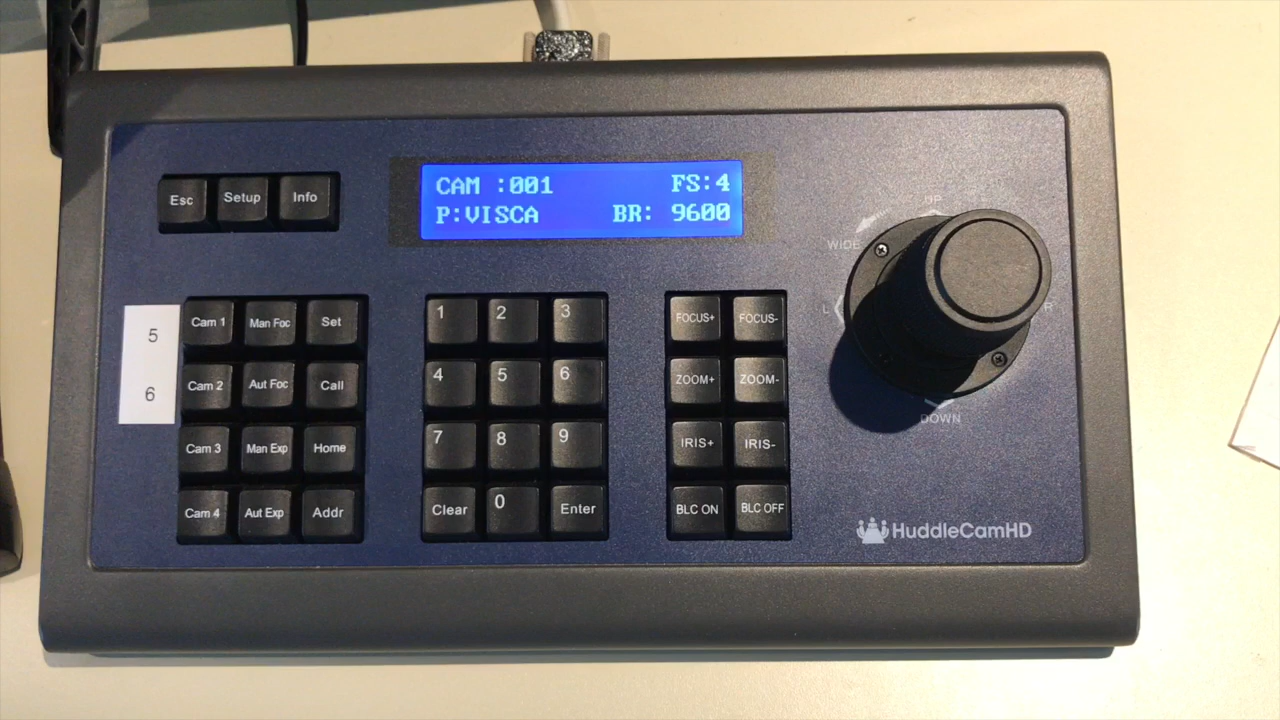 CAM :001 FS:4
P:VISCA BR: 9600
Esc Setup Info
UP
WIDE
L R
DOWN
5
6
Cam 1 Man Foc Set
Cam 2 Aut Foc Call
Cam 3 Man Exp Home
Cam 4 Aut Exp Addr
1 2 3
4 5 6
7 8 9
Clear 0 Enter
FOCUS+ FOCUS-
ZOOM+ ZOOM-
IRIS+ IRIS-
BLC ON BLC OFF
HuddleCamHD